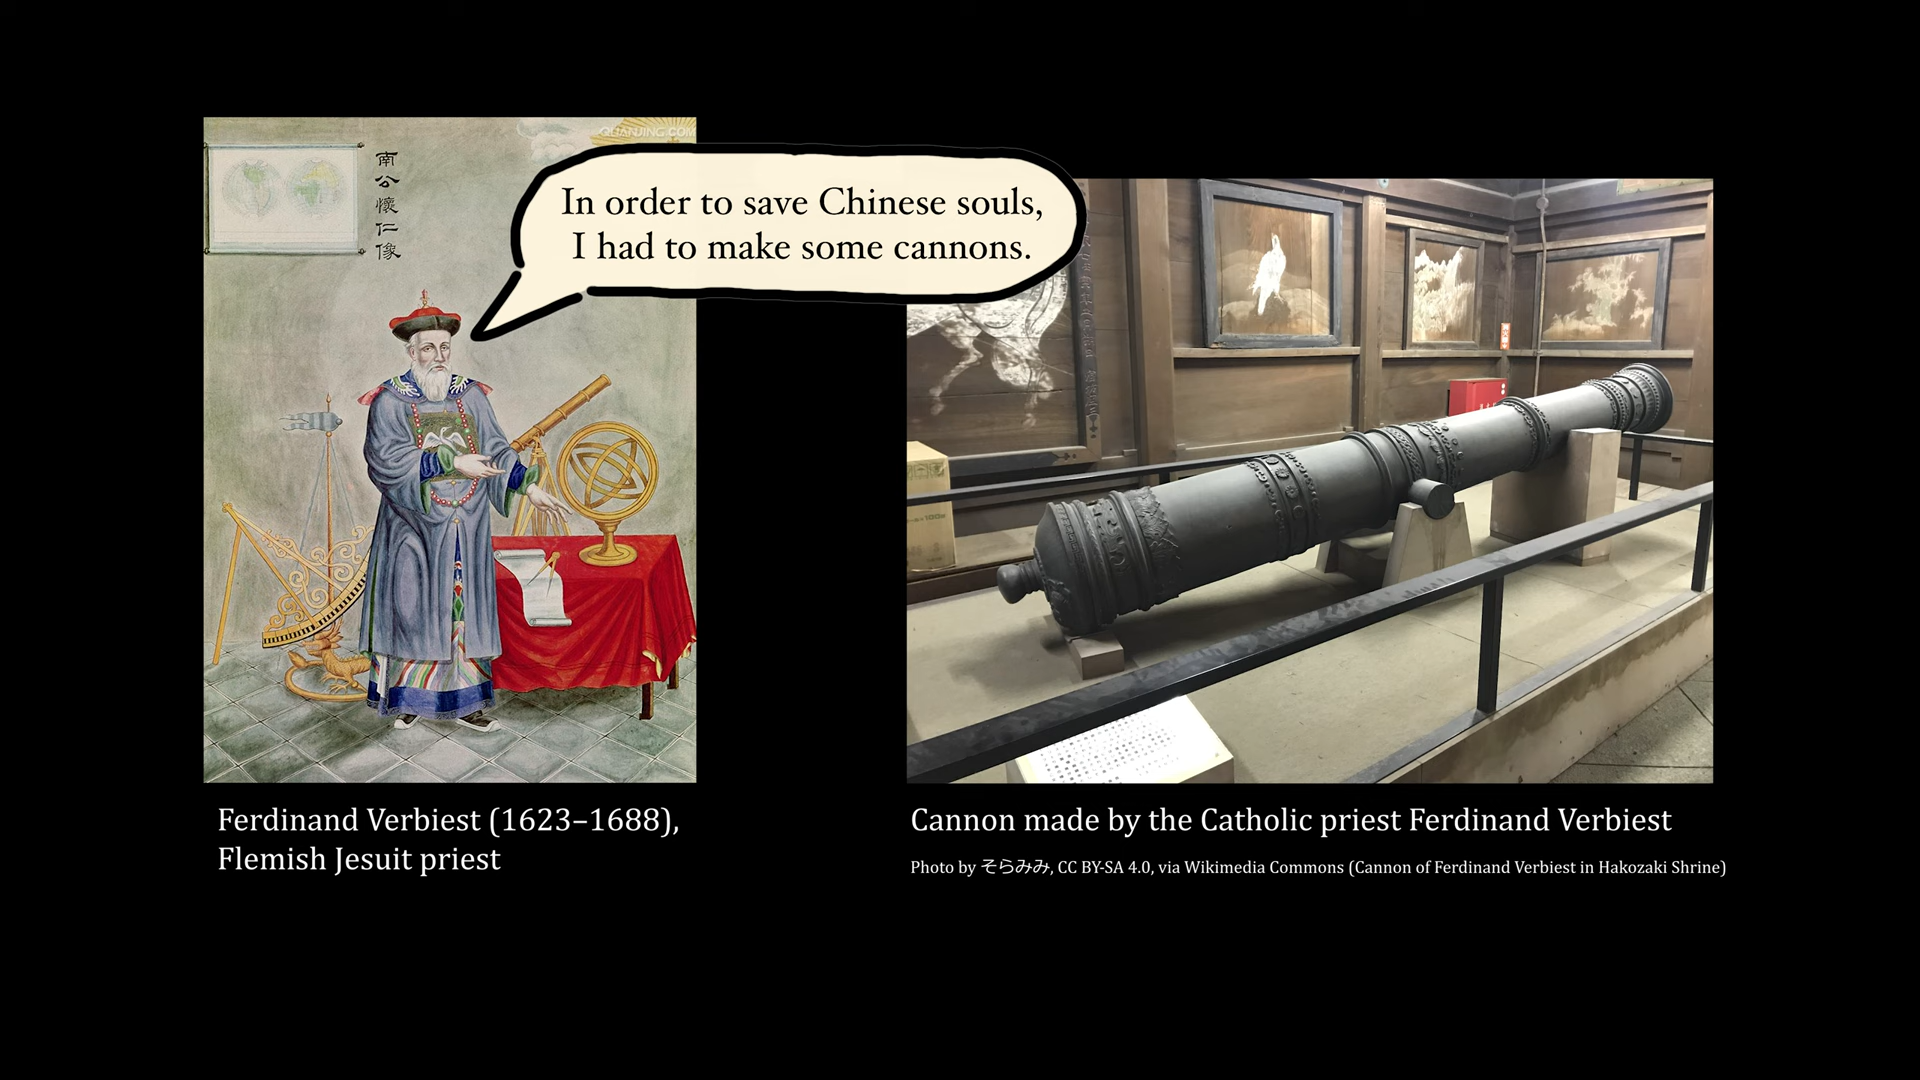 QUANJING.COM
南公懷仁像
In order to save Chinese souls,
I had to make some cannons.
Ferdinand Verbiest (1623–1688),
Flemish Jesuit priest
Cannon made by the Catholic priest Ferdinand Verbiest
Photo by そらみみ, CC BY-SA 4.0, via Wikimedia Commons (Cannon of Ferdinand Verbiest in Hakozaki Shrine)